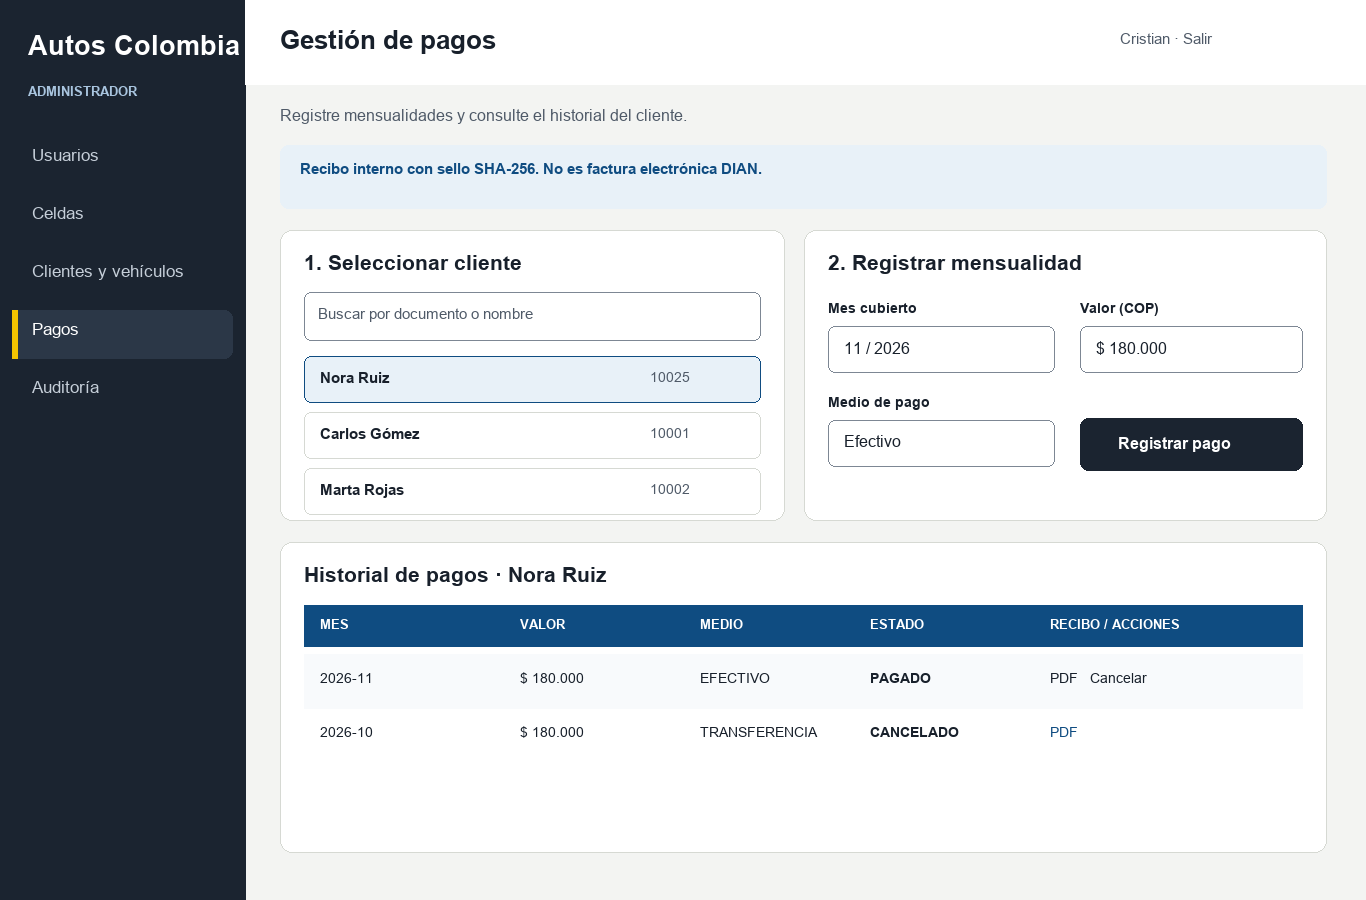 Autos Colombia
ADMINISTRADOR
Usuarios
Celdas
Clientes y vehículos
Pagos
Auditoría
Gestión de pagos
Cristian · Salir
Registre mensualidades y consulte el historial del cliente.
Recibo interno con sello SHA-256. No es factura electrónica DIAN.
1. Seleccionar cliente
Buscar por documento o nombre
Nora Ruiz 10025
Carlos Gómez 10001
Marta Rojas 10002
2. Registrar mensualidad
Mes cubierto Valor (COP)
11 / 2026 $ 180.000
Medio de pago
Efectivo Registrar pago
Historial de pagos · Nora Ruiz
MES VALOR MEDIO ESTADO RECIBO / ACCIONES
2026-11 $ 180.000 EFECTIVO PAGADO PDF Cancelar
2026-10 $ 180.000 TRANSFERENCIA CANCELADO PDF